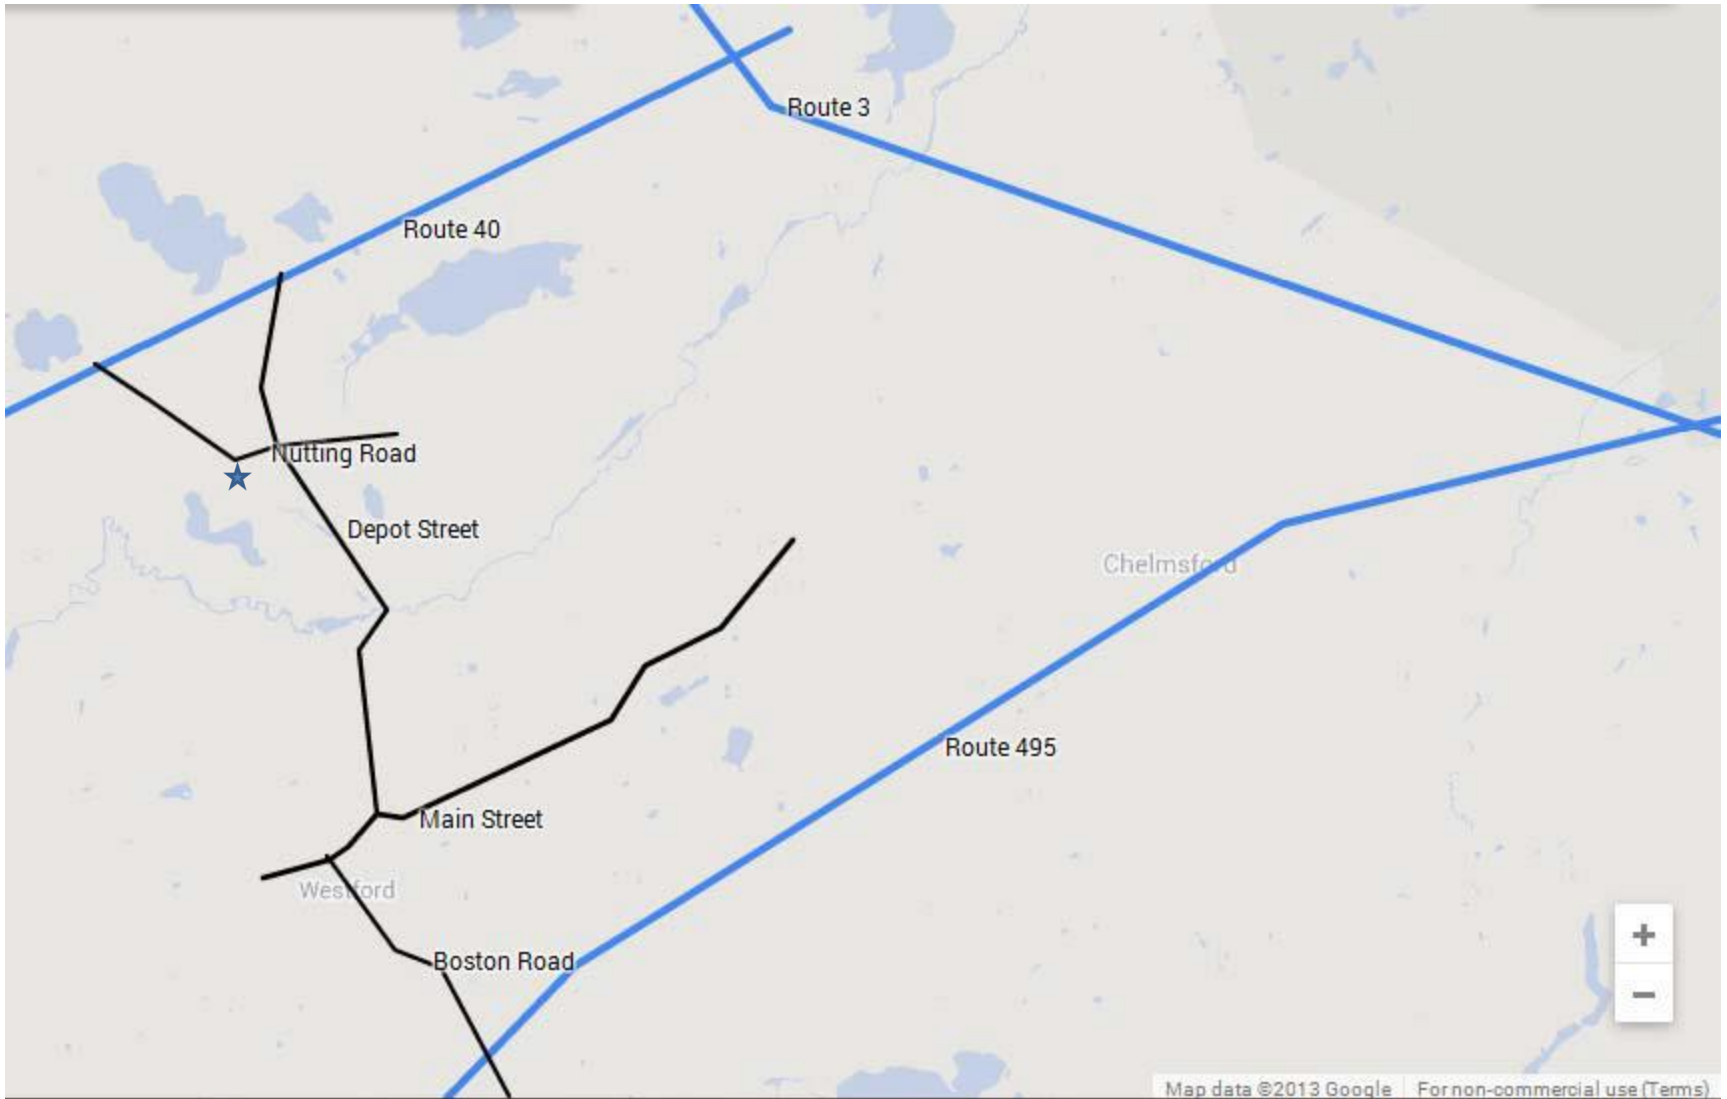 Route 3
Route 40
Nutting Road
Depot Street
Chelmsford
Route 495
Main Street
Westford
Boston Road
+
−
Map data ©2013 Google
For non-commercial use (Terms)